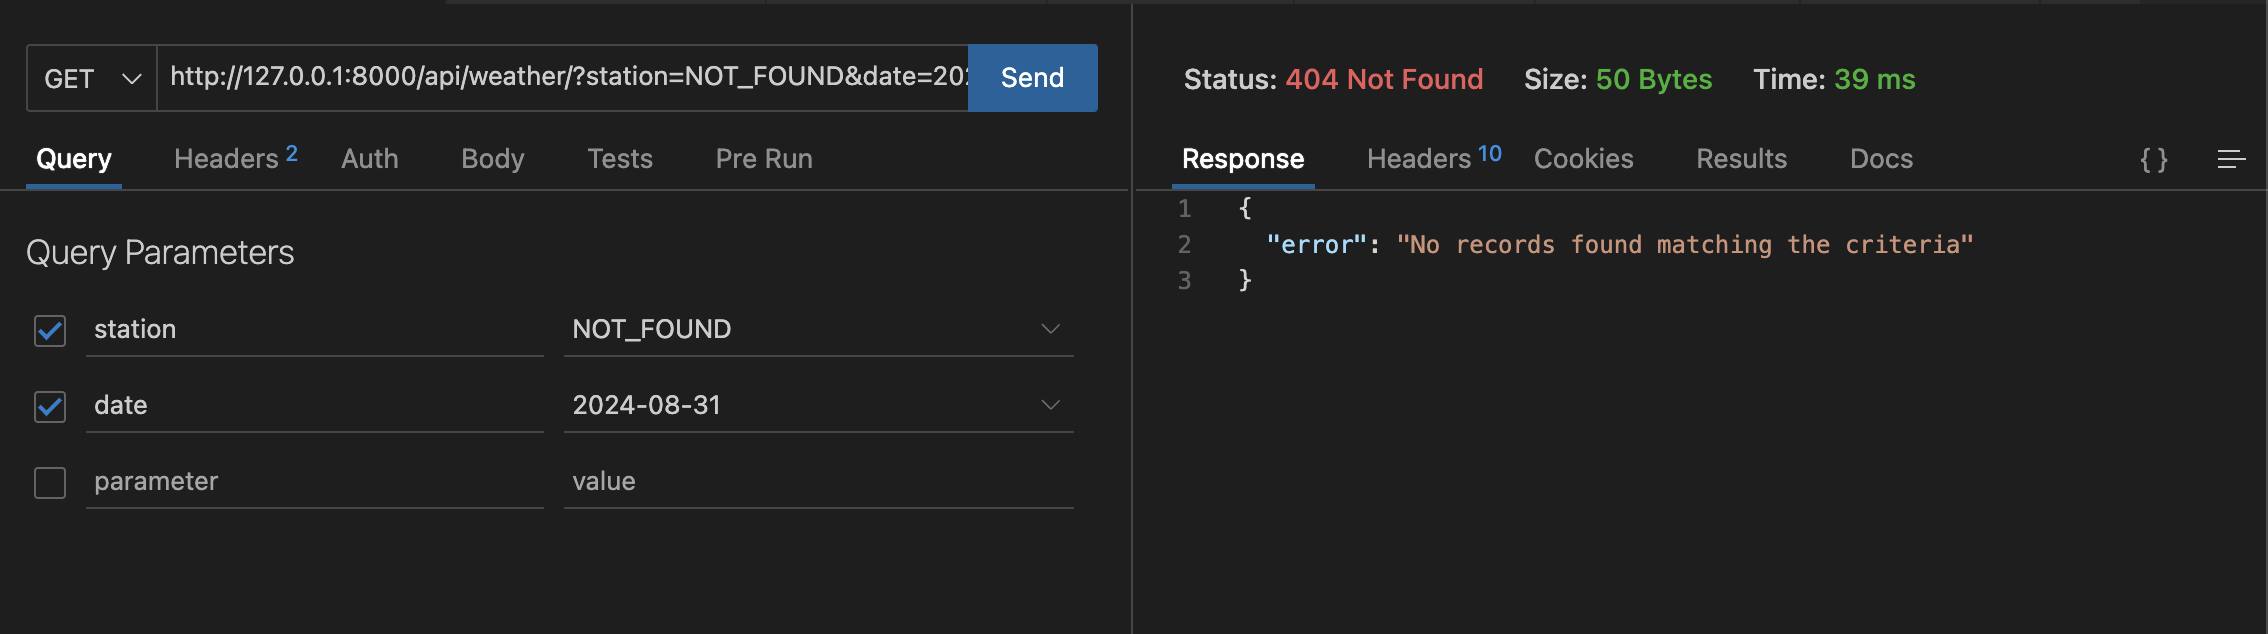 GET http://127.0.0.1:8000/api/weather/?station=NOT_FOUND&date=202 Send
Query Headers 2 Auth Body Tests Pre Run
Query Parameters
station NOT_FOUND
date 2024-08-31
parameter value
Status: 404 Not Found Size: 50 Bytes Time: 39 ms
Response Headers 10 Cookies Results Docs { }
1 {
2 "error": "No records found matching the criteria"
3 }